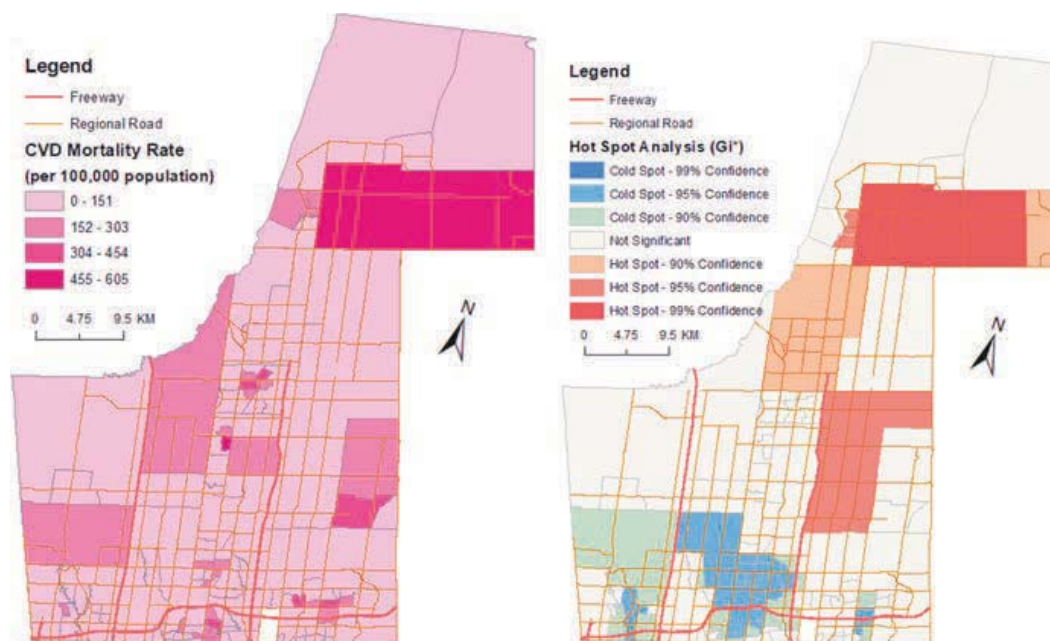 Legend
Freeway
Regional Road
CVD Mortality Rate
(per 100,000 population)
0 - 151
152 - 303
304 - 454
455 - 605
0 4.75 9.5 KM
N
Legend
Freeway
Regional Road
Hot Spot Analysis (Gi*)
Cold Spot - 99% Confidence
Cold Spot - 95% Confidence
Cold Spot - 90% Confidence
Not Significant
Hot Spot - 90% Confidence
Hot Spot - 95% Confidence
Hot Spot - 99% Confidence
0 4.75 9.5 KM
N